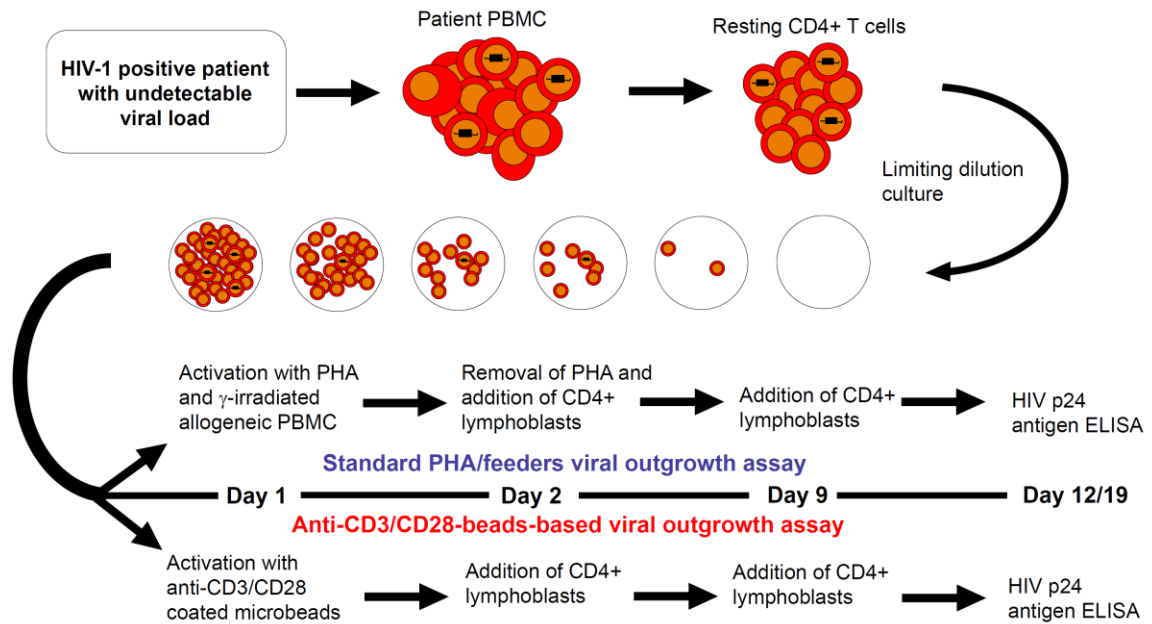 Patient PBMC
Resting CD4+ T cells
HIV-1 positive patient
with undetectable
viral load
Limiting dilution
culture
Activation with PHA
and γ-irradiated
allogeneic PBMC
Removal of PHA and
addition of CD4+
lymphoblasts
Addition of CD4+
lymphoblasts
HIV p24
antigen ELISA
Standard PHA/feeders viral outgrowth assay
Day 1
Day 2
Day 9
Day 12/19
Anti-CD3/CD28-beads-based viral outgrowth assay
Activation with
anti-CD3/CD28
coated microbeads
Addition of CD4+
lymphoblasts
Addition of CD4+
lymphoblasts
HIV p24
antigen ELISA